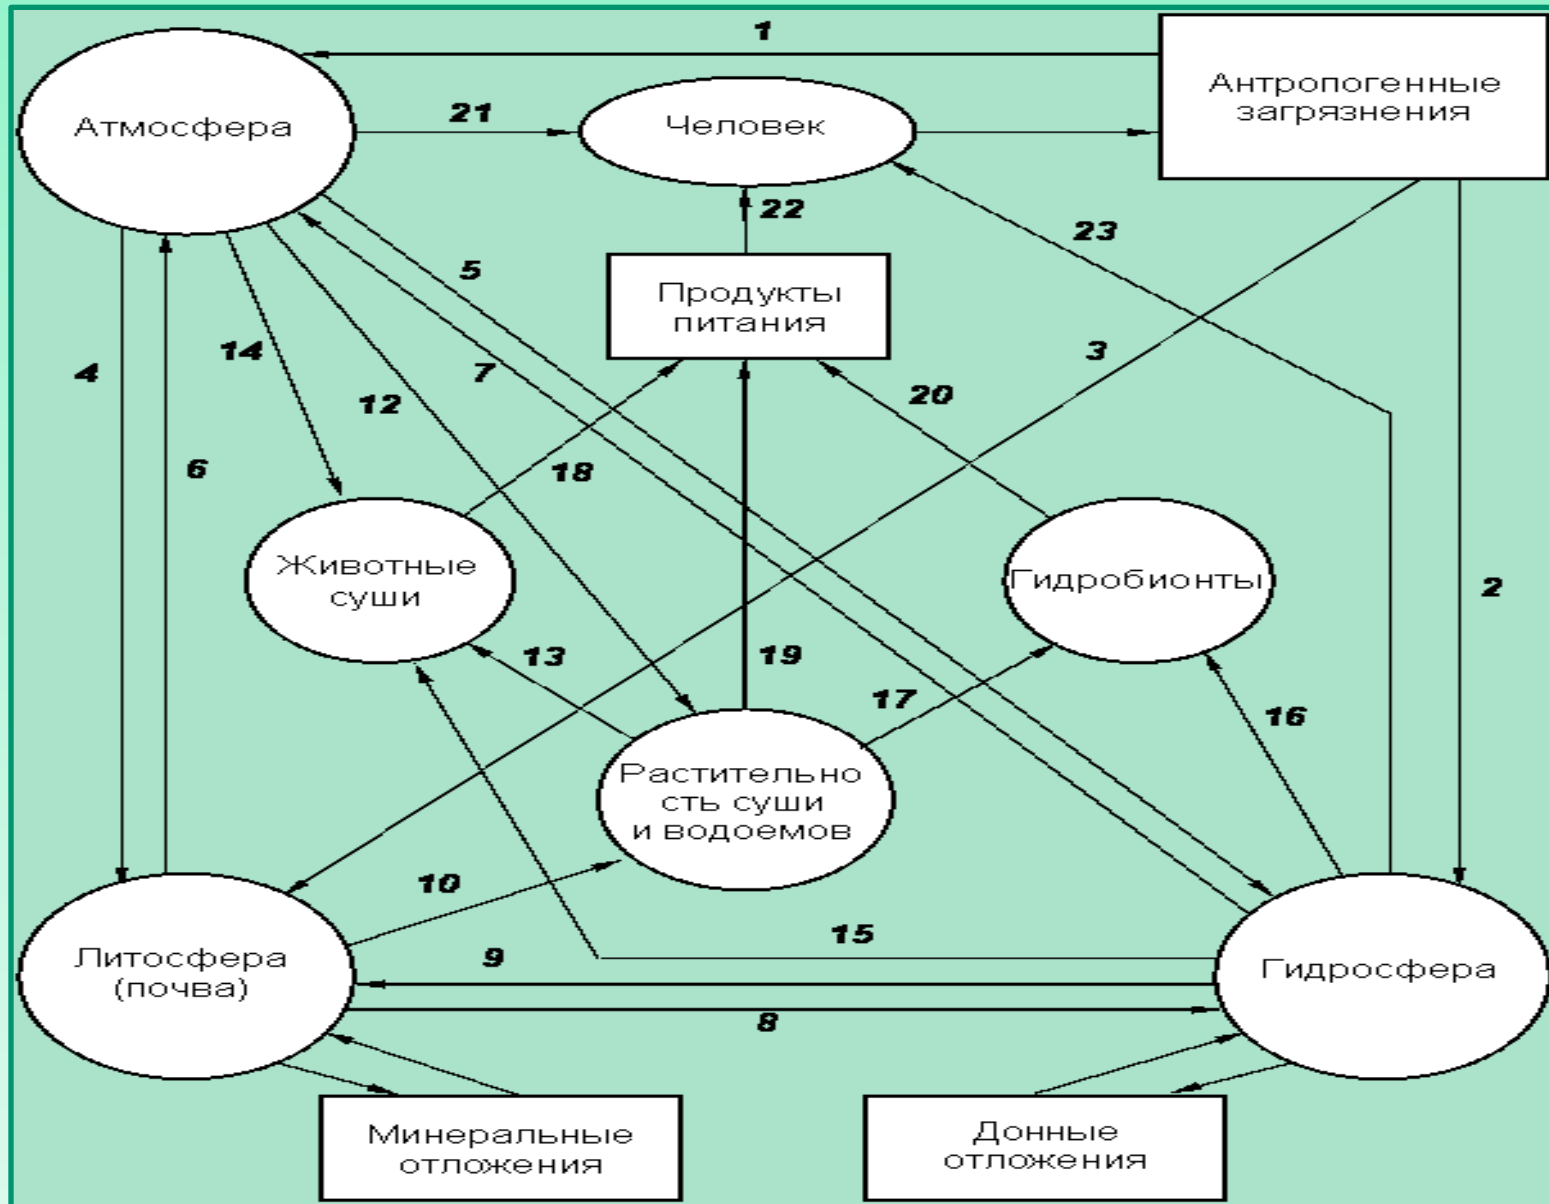 1
Антропогенные
загрязнения
Атмосфера
21
Человек
22
23
5
Продукты
питания
14
3
4
7
12
20
6
18
Животные
суши
Гидробионты
2
13
19
17
16
Растительно
сть суши
и водоемов
10
15
9
Литосфера
(почва)
Гидросфера
8
Минеральные
отложения
Донные
отложения